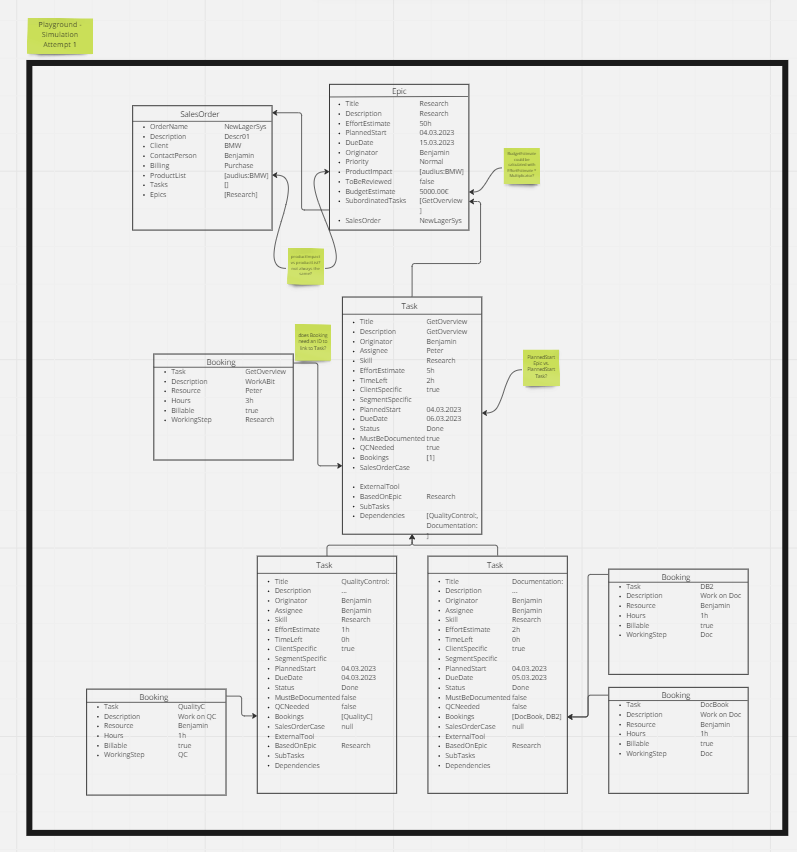 Playground -
Simulation
Attempt 1
SalesOrder
• OrderName NewLagerSys
• Description Descr01
• Client BMW
• ContactPerson Benjamin
• Billing Purchase
• ProductList [audius:BMW]
• Tasks []
• Epics [Research]
Epic
• Title Research
• Description Research
• EffortEstimate 50h
• PlannedStart 04.03.2023
• DueDate 15.03.2023
• Originator Benjamin
• Priority Normal
• ProductImpact [audius:BMW]
• ToBeReviewed false
• BudgetEstimate 5000.00€
• SubordinatedTasks [GetOverview
]
• SalesOrder NewLagerSys
BudgetEstimate
could be
calculated with
EffortEstimate *
Multiplicator?
Task
• Title GetOverview
• Description GetOverview
• Originator Benjamin
• Assignee Peter
• Skill Research
• EffortEstimate 5h
• TimeLeft 2h
• ClientSpecific true
• SegmentSpecific
• PlannedStart 04.03.2023
• DueDate 06.03.2023
• Status Done
• MustBeDocumented true
• QCNeeded true
• Bookings [1]
• SalesOrderCase
• ExternalTool
• BasedOnEpic Research
• SubTasks
• Dependencies [QualityControl:,
Documentation:
]
does Booking
need an ID to
link to Task?
Booking
• Task GetOverview
• Description WorkABit
• Resource Peter
• Hours 3h
• Billable true
• WorkingStep Research
PlannedStart
Epic vs.
PlannedStart
Task?
Task
• Title QualityControl:
• Description ...
• Originator Benjamin
• Assignee Benjamin
• Skill Research
• EffortEstimate 1h
• TimeLeft 0h
• ClientSpecific true
• SegmentSpecific
• PlannedStart 04.03.2023
• DueDate 04.03.2023
• Status Done
• MustBeDocumented false
• QCNeeded false
• Bookings [QualityC]
• SalesOrderCase null
• ExternalTool
• BasedOnEpic Research
• SubTasks
• Dependencies
Task
• Title Documentation:
• Description ...
• Originator Benjamin
• Assignee Benjamin
• Skill Research
• EffortEstimate 2h
• TimeLeft 0h
• ClientSpecific true
• SegmentSpecific
• PlannedStart 04.03.2023
• DueDate 05.03.2023
• Status Done
• MustBeDocumented false
• QCNeeded false
• Bookings [DocBook, DB2]
• SalesOrderCase null
• ExternalTool
• BasedOnEpic Research
• SubTasks
• Dependencies
Booking
• Task DB2
• Description Work on Doc
• Resource Benjamin
• Hours 1h
• Billable true
• WorkingStep Doc
Booking
• Task QualityC
• Description Work on QC
• Resource Benjamin
• Hours 1h
• Billable true
• WorkingStep QC
Booking
• Task DocBook
• Description Work on Doc
• Resource Benjamin
• Hours 1h
• Billable true
• WorkingStep Doc